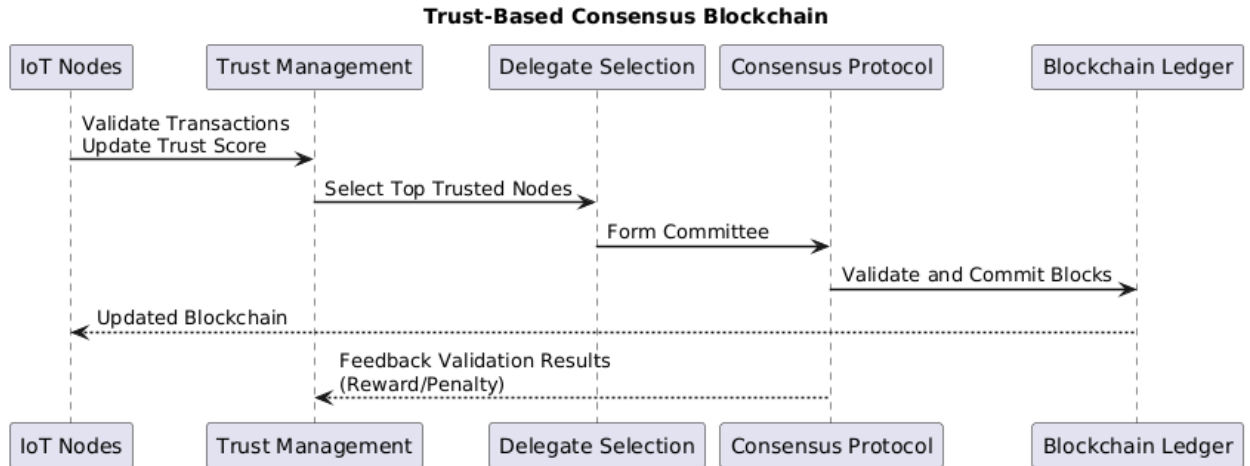 Trust-Based Consensus Blockchain
IoT Nodes
Trust Management
Delegate Selection
Consensus Protocol
Blockchain Ledger
Validate Transactions
Update Trust Score
Select Top Trusted Nodes
Form Committee
Validate and Commit Blocks
Updated Blockchain
Feedback Validation Results
(Reward/Penalty)
IoT Nodes
Trust Management
Delegate Selection
Consensus Protocol
Blockchain Ledger